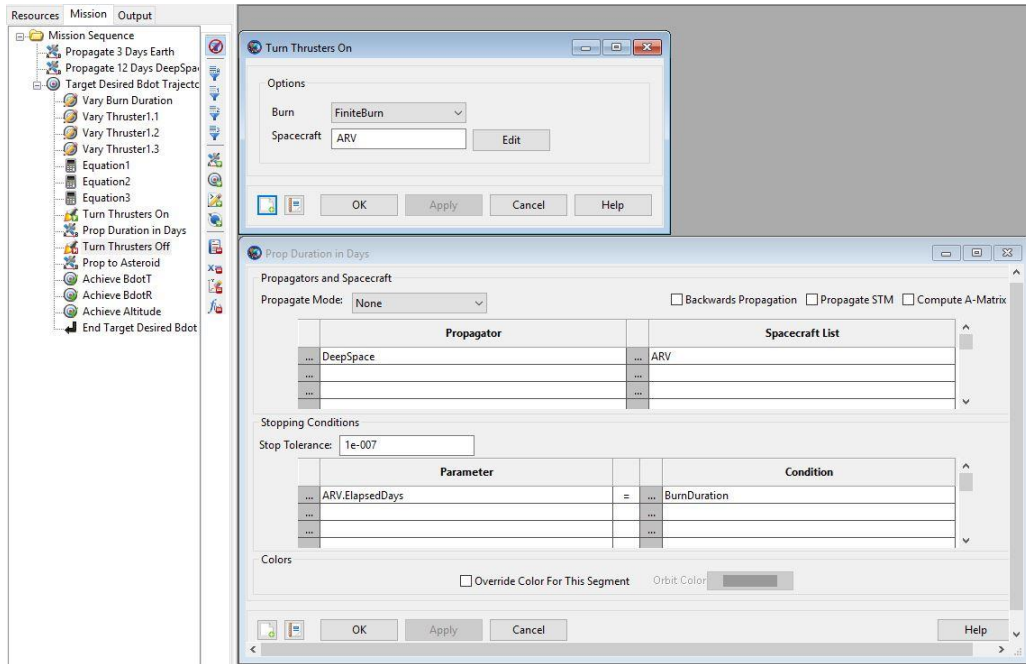 Resources Mission Output
Mission Sequence
Propagate 3 Days Earth
Propagate 12 Days DeepSpa
Target Desired Bdot Trajectc
Vary Burn Duration
Vary Thruster1.1
Vary Thruster1.2
Vary Thruster1.3
Equation1
Equation2
Equation3
Turn Thrusters On
Prop Duration in Days
Turn Thrusters Off
Prop to Asteroid
Achieve BdotT
Achieve BdotR
Achieve Altitude
End Target Desired Bdot
Turn Thrusters On
Options
Burn FiniteBurn
Spacecraft ARV Edit
OK Apply Cancel Help
Prop Duration in Days
Propagators and Spacecraft
Propagate Mode: None Backwards Propagation Propagate STM Compute A-Matrix
Propagator Spacecraft List
... DeepSpace ... ARV
... ...
... ...
Stopping Conditions
Stop Tolerance: 1e-007
Parameter Condition
... ARV.ElapsedDays = ... BurnDuration
... ...
... ...
Colors
Override Color For This Segment Orbit Color
OK Apply Cancel Help